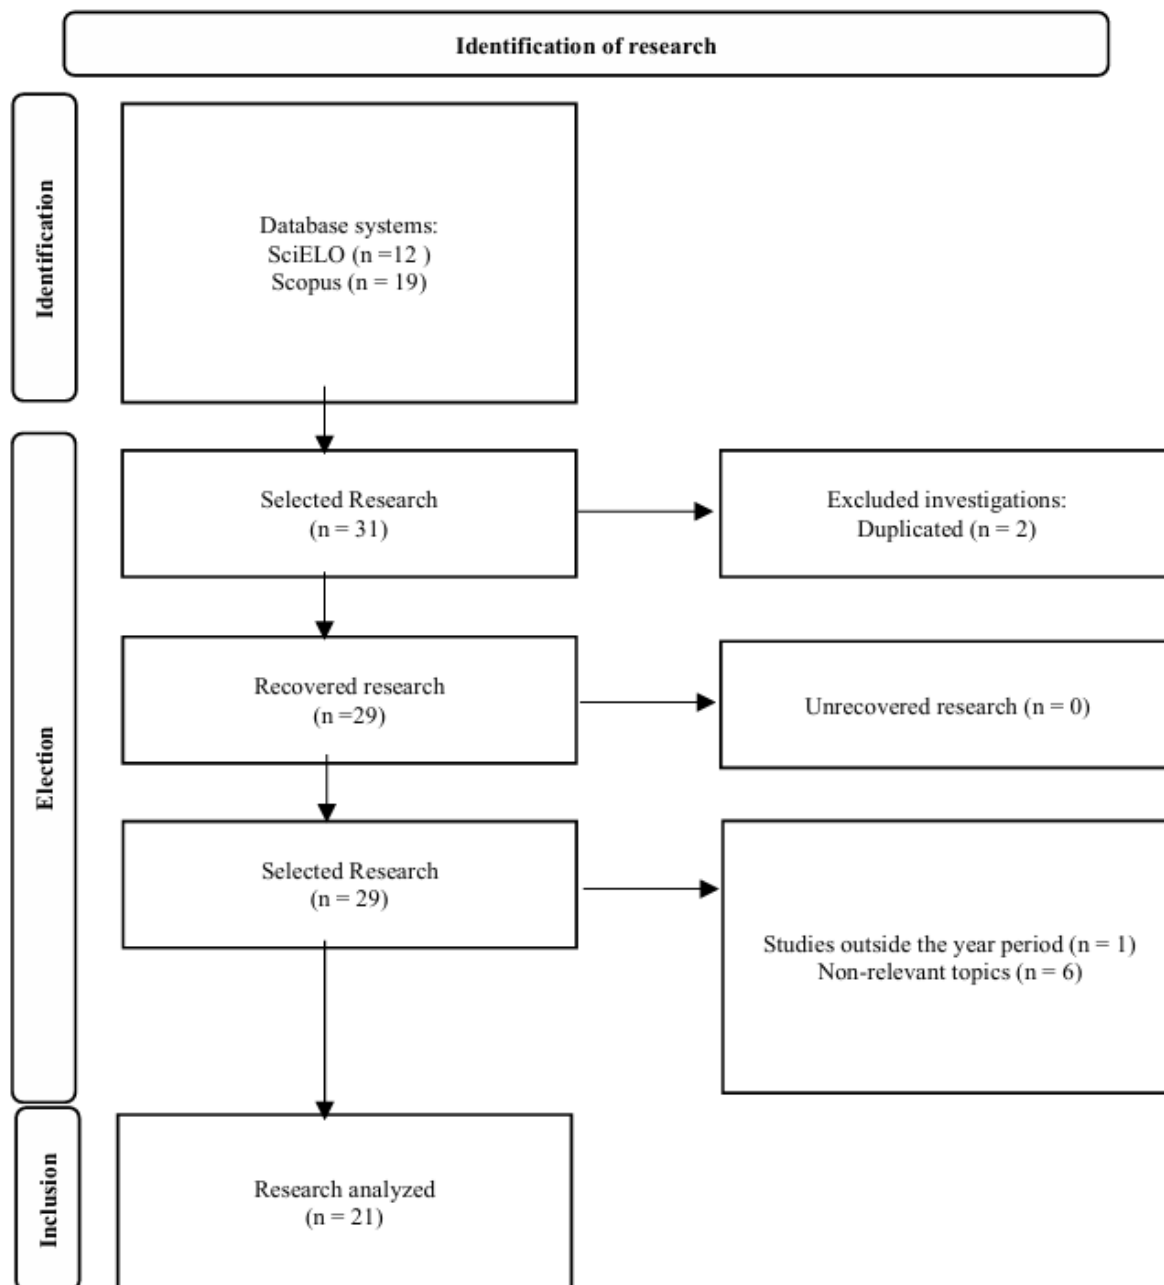 Identification of research
Identification
Database systems:
SciELO (n =12 )
Scopus (n = 19)
Election
Selected Research
(n = 31)
Excluded investigations:
Duplicated (n = 2)
Recovered research
(n =29)
Unrecovered research (n = 0)
Selected Research
(n = 29)
Studies outside the year period (n = 1)
Non-relevant topics (n = 6)
Inclusion
Research analyzed
(n = 21)